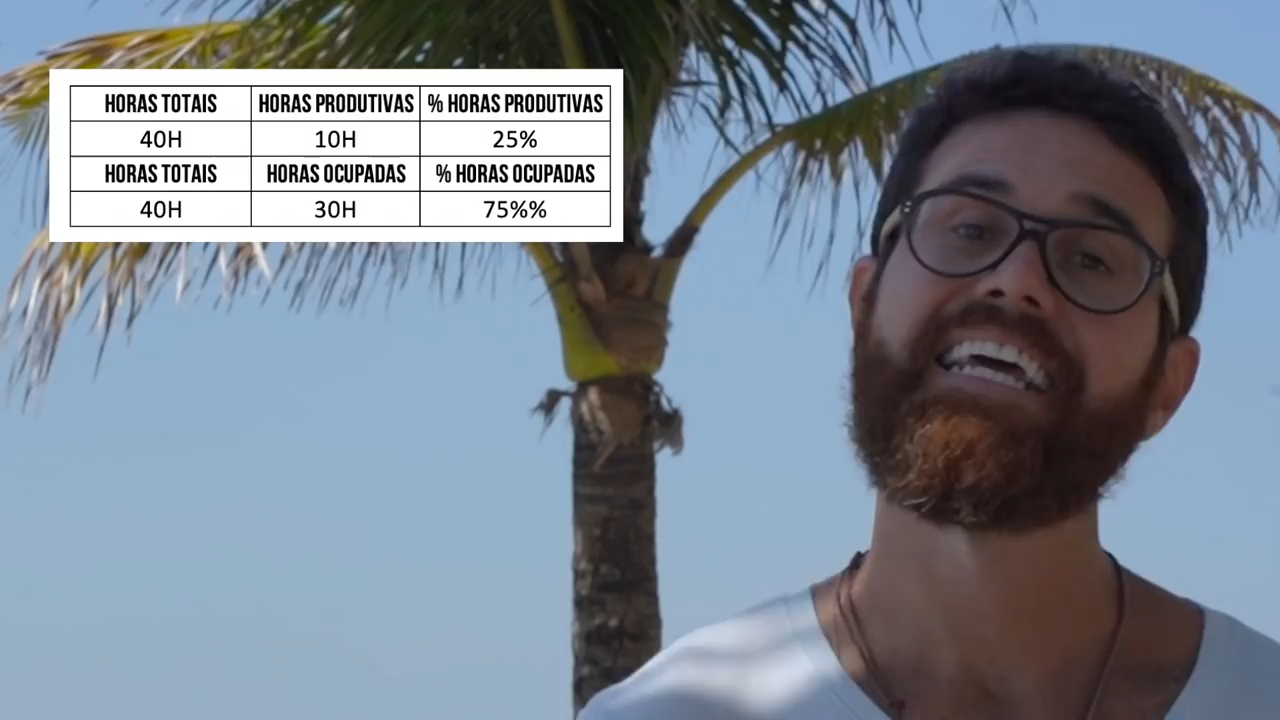 HORAS TOTAIS HORAS PRODUTIVAS % HORAS PRODUTIVAS
40H 10H 25%
HORAS TOTAIS HORAS OCUPADAS % HORAS OCUPADAS
40H 30H 75%%